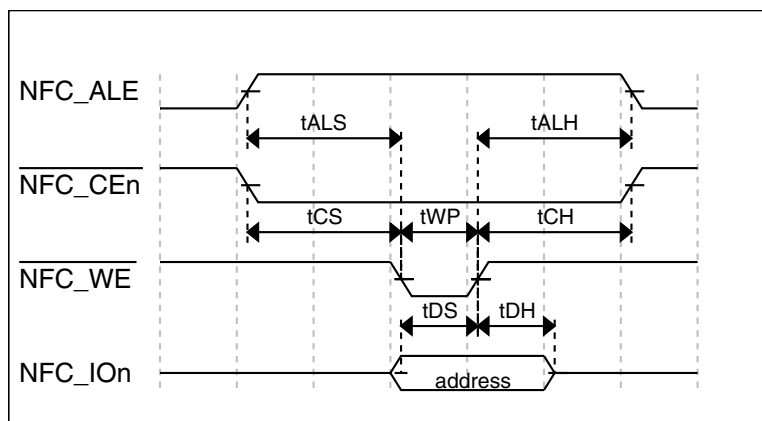 NFC_ALE
tALS tALH
NFC_CEn
tCS tWP tCH
NFC_WE
tDS tDH
NFC_IOn
address